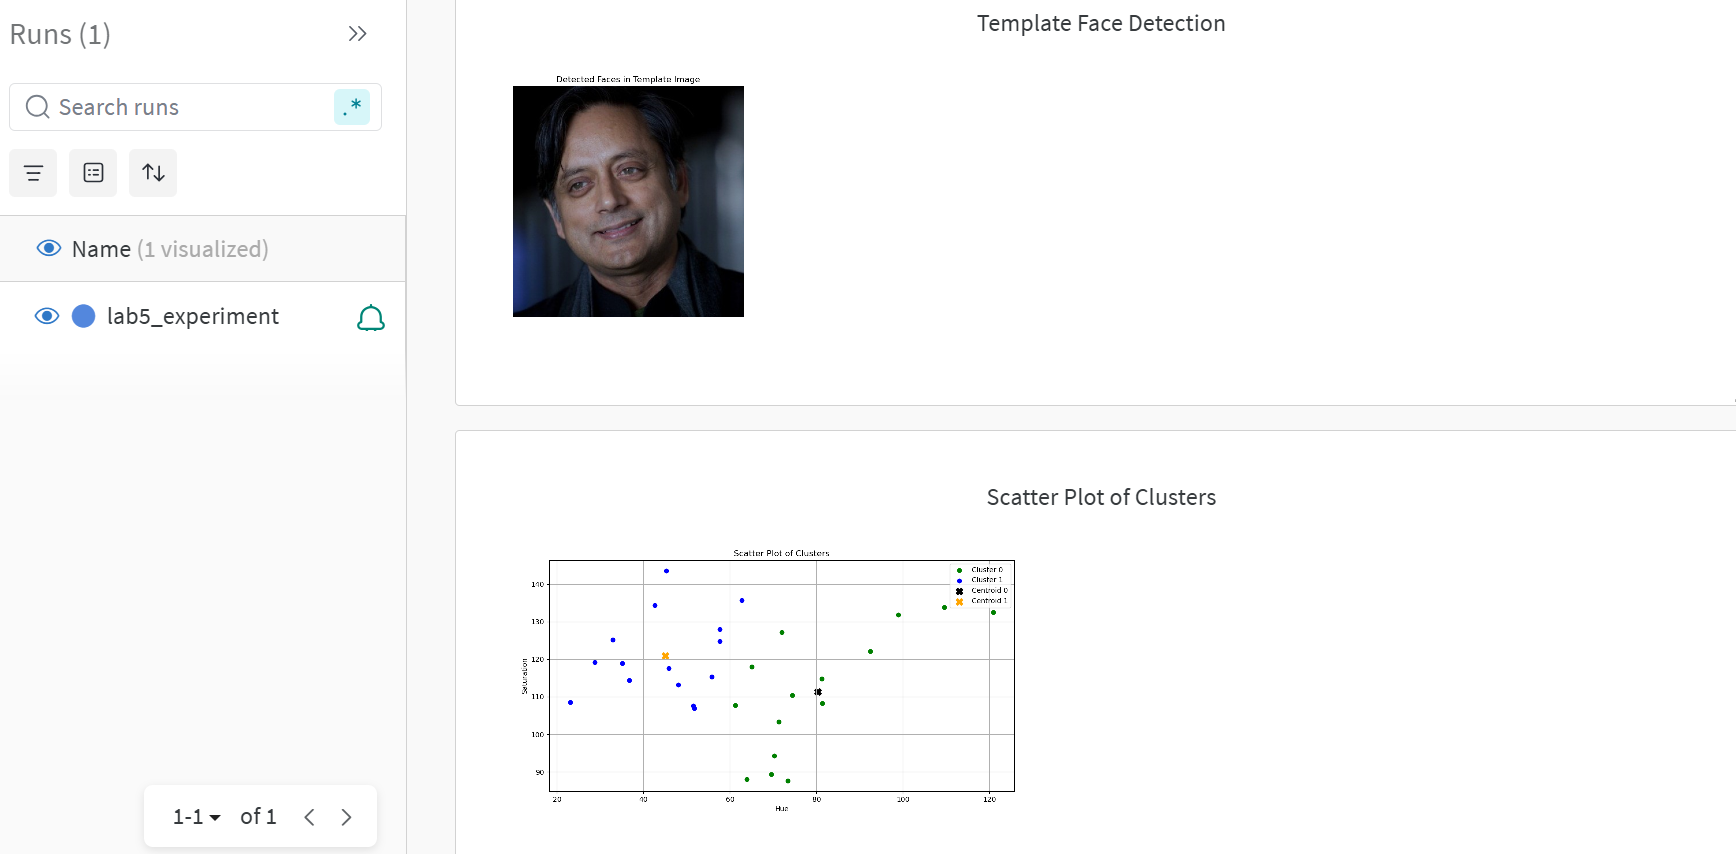 Runs (1)
Search runs
.*
Name (1 visualized)
lab5_experiment
1-1 of 1
Template Face Detection
Detected Faces in Template Image
Scatter Plot of Clusters
Scatter Plot of Clusters
Cluster 0
Cluster 1
Centroid 0
Centroid 1
140
130
120
110
100
90
Saturation
20 40 60 80 100 120
Hue